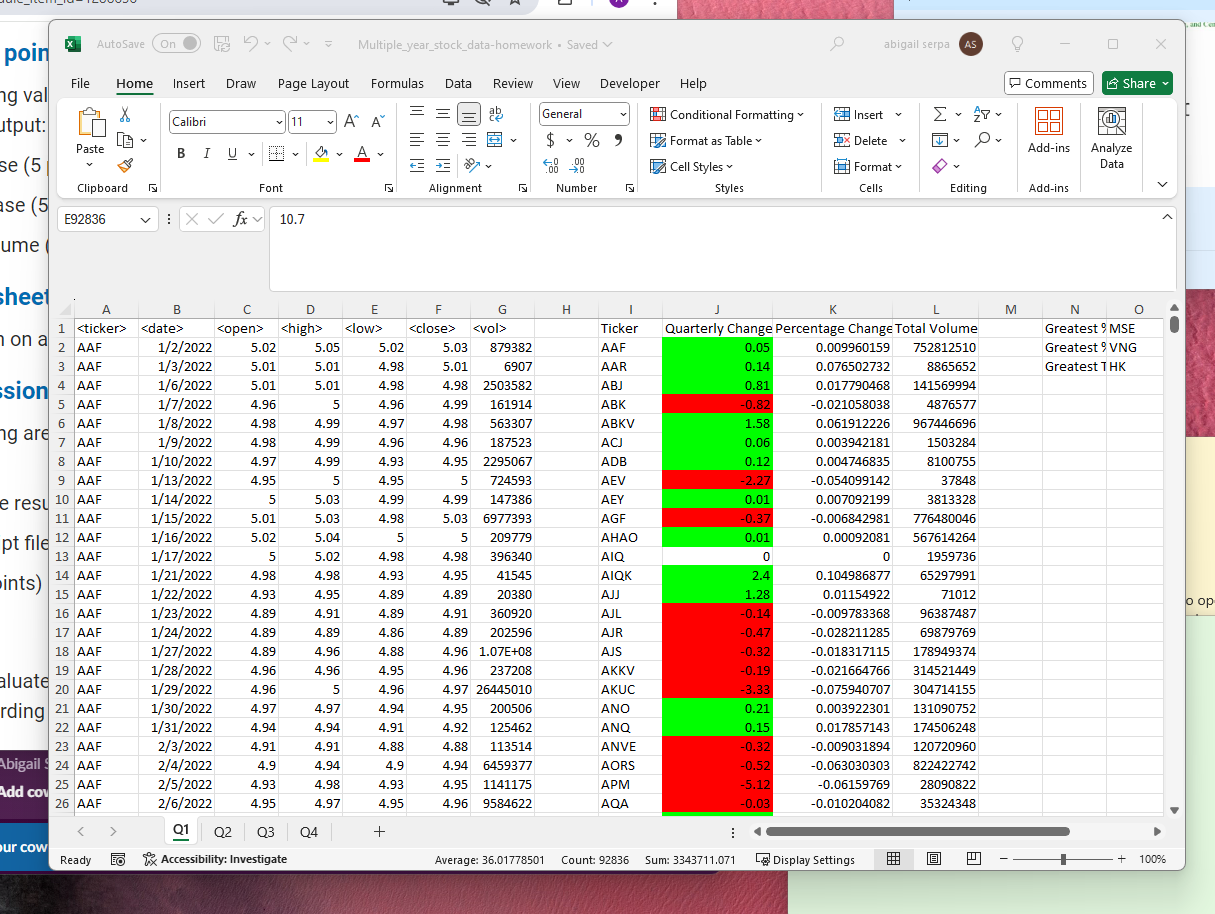 AutoSave On Multiple_year_stock_data-homework • Saved abigail serpa AS
File Home Insert Draw Page Layout Formulas Data Review View Developer Help Comments Share
Paste Calibri 11 General Conditional Formatting Insert Add-ins Analyze Data
B I U A $ % Format as Table Delete
Cell Styles Format
Clipboard Font Alignment Number Styles Cells Editing Add-ins
E92836 fx 10.7
A B C D E F G H I J K L M N O
1 <ticker> <date> <open> <high> <low> <close> <vol> Ticker Quarterly Change Percentage Change Total Volume Greatest % MSE
2 AAF 1/2/2022 5.02 5.05 5.02 5.03 879382 AAF 0.05 0.009960159 752812510 Greatest % VNG
3 AAF 1/3/2022 5.01 5.01 4.98 5.01 6907 AAR 0.14 0.076502732 8865652 Greatest T HK
4 AAF 1/6/2022 5.01 5.01 4.98 4.98 2503582 ABJ 0.81 0.017790468 141569994
5 AAF 1/7/2022 4.96 5 4.96 4.99 161914 ABK -0.82 -0.021058038 4876577
6 AAF 1/8/2022 4.98 4.99 4.97 4.98 563307 ABKV 1.58 0.061912226 967446696
7 AAF 1/9/2022 4.98 4.99 4.96 4.96 187523 ACJ 0.06 0.003942181 1503284
8 AAF 1/10/2022 4.97 4.99 4.93 4.95 2295067 ADB 0.12 0.004746835 8100755
9 AAF 1/13/2022 4.95 5 4.95 5 724593 AEV -2.27 -0.054099142 37848
10 AAF 1/14/2022 5 5.03 4.99 4.99 147386 AEY 0.01 0.007092199 3813328
11 AAF 1/15/2022 5.01 5.03 4.98 5.03 6977393 AGF -0.37 -0.006842981 776480046
12 AAF 1/16/2022 5.02 5.04 5 5 209779 AHAO 0.01 0.00092081 567614264
13 AAF 1/17/2022 5 5.02 4.98 4.98 396340 AIQ 0 0 1959736
14 AAF 1/21/2022 4.98 4.98 4.93 4.95 41545 AIQK 2.4 0.104986877 65297991
15 AAF 1/22/2022 4.93 4.95 4.89 4.89 20380 AJJ 1.28 0.01154922 71012
16 AAF 1/23/2022 4.89 4.91 4.89 4.91 360920 AJL -0.14 -0.009783368 96387487
17 AAF 1/24/2022 4.89 4.89 4.86 4.89 202596 AJR -0.47 -0.028211285 69879769
18 AAF 1/27/2022 4.89 4.96 4.88 4.96 1.07E+08 AJS -0.32 -0.018317115 178949374
19 AAF 1/28/2022 4.96 4.96 4.95 4.96 237208 AKKV -0.19 -0.021664766 314521449
20 AAF 1/29/2022 4.96 5 4.96 4.97 26445010 AKUC -3.33 -0.075940707 304714155
21 AAF 1/30/2022 4.97 4.97 4.94 4.95 200506 ANO 0.21 0.003922301 131090752
22 AAF 1/31/2022 4.94 4.94 4.91 4.92 125462 ANQ 0.15 0.017857143 174506248
23 AAF 2/3/2022 4.91 4.91 4.88 4.88 113514 ANVE -0.32 -0.009031894 120720960
24 AAF 2/4/2022 4.9 4.94 4.9 4.94 6459377 AORS -0.52 -0.063030303 822422742
25 AAF 2/5/2022 4.93 4.98 4.93 4.95 1141175 APM -5.12 -0.06159769 28090822
26 AAF 2/6/2022 4.95 4.97 4.95 4.96 9584622 AQA -0.03 -0.010204082 35324348
Q1 Q2 Q3 Q4
Ready Accessibility: Investigate Average: 36.01778501 Count: 92836 Sum: 3343711.071 Display Settings 100%